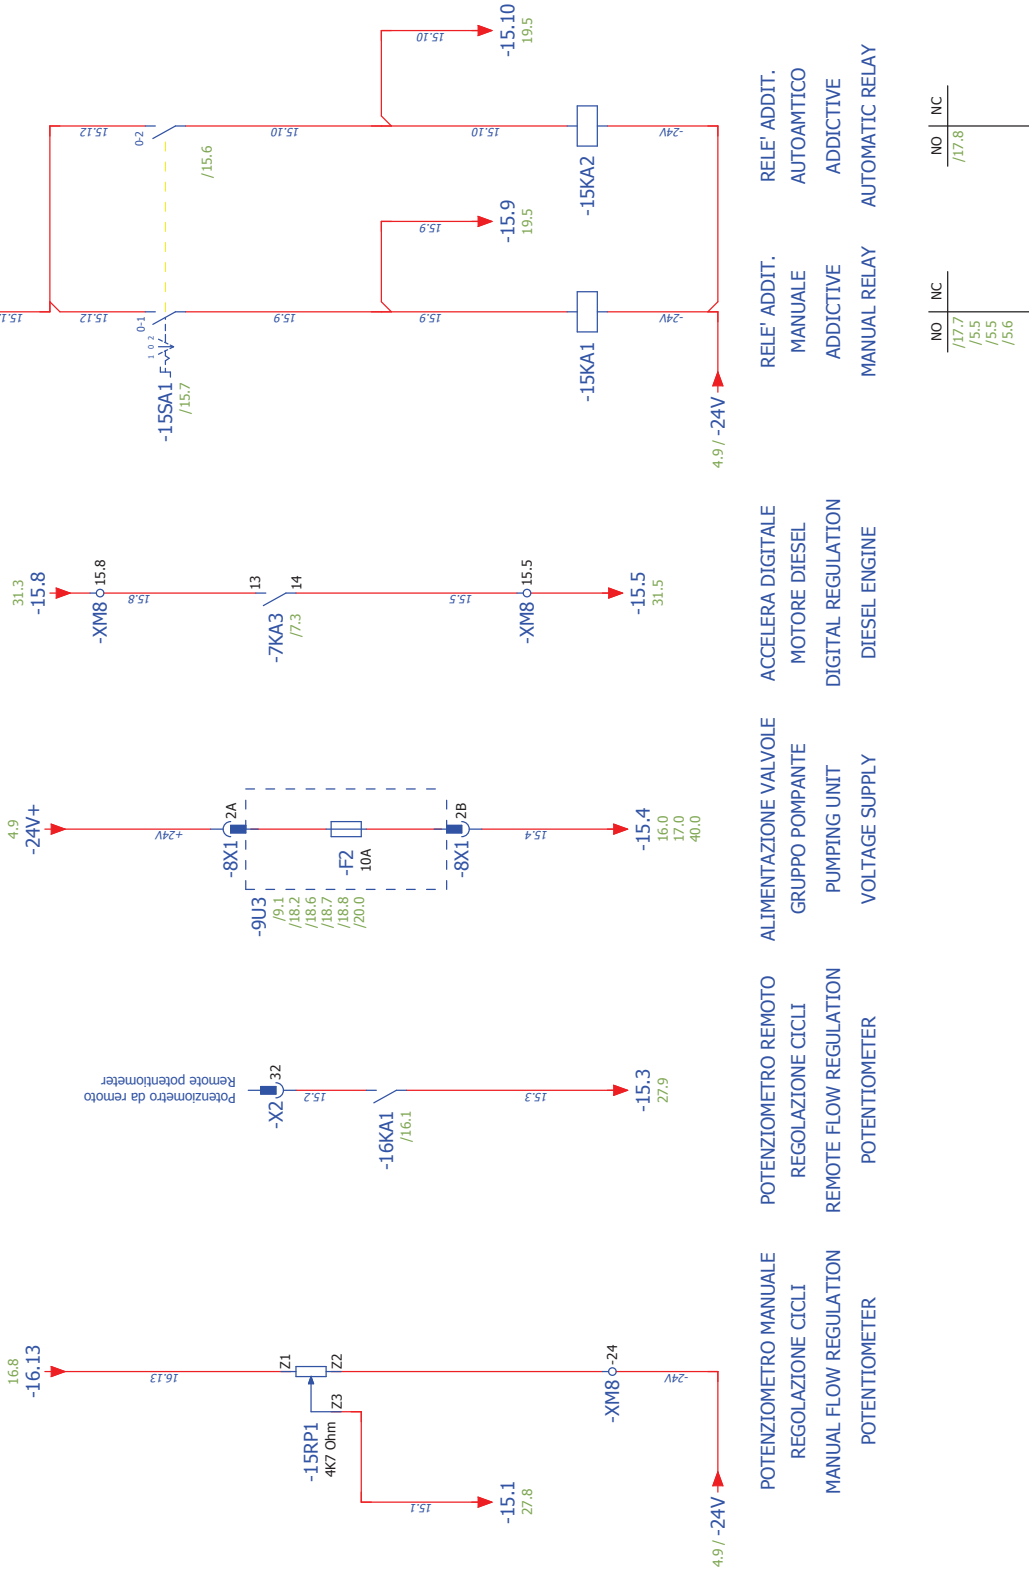 16.8
-16.13
16.13
Z1
Z2
Z3
-15RP1
4K7 Ohm
15.1
-15.1
27.8
-XM8
-24
-24V
4.9 / -24V
POTENZIOMETRO MANUALE
REGOLAZIONE CICLI
MANUAL FLOW REGULATION
POTENTIOMETER
Potenziometro da remoto
Remote potentiometer
-X2
32
15.2
-16KA1
/16.1
15.3
-15.3
27.9
POTENZIOMETRO REMOTO
REGOLAZIONE CICLI
REMOTE FLOW REGULATION
POTENTIOMETER
4.9
-24V+
+24V
-8X1
2A
-9U3
/9.1
/18.2
/18.6
/18.7
/18.8
/20.0
-F2
10A
-8X1
2B
15.4
-15.4
16.0
17.0
40.0
ALIMENTAZIONE VALVOLE
GRUPPO POMPANTE
PUMPING UNIT
VOLTAGE SUPPLY
31.3
-15.8
-XM8
15.8
15.8
-7KA3
/7.3
13
14
15.5
-XM8
15.5
-15.5
31.5
ACCELERA DIGITALE
MOTORE DIESEL
DIGITAL REGULATION
DIESEL ENGINE
15.12
15.12
-15SA1
/15.7
1 0 2
0-1
0-2
/15.6
15.9
15.10
15.9
-15.9
19.5
15.10
-15.10
19.5
15.9
15.10
-15KA1
-15KA2
-24V
-24V
4.9 / -24V
RELE' ADDIT.
MANUALE
ADDICTIVE
MANUAL RELAY
RELE' ADDIT.
AUTOAMTICO
ADDICTIVE
AUTOMATIC RELAY
NO NC
/17.7
/5.5
/5.5
/5.6
NO NC
/17.8